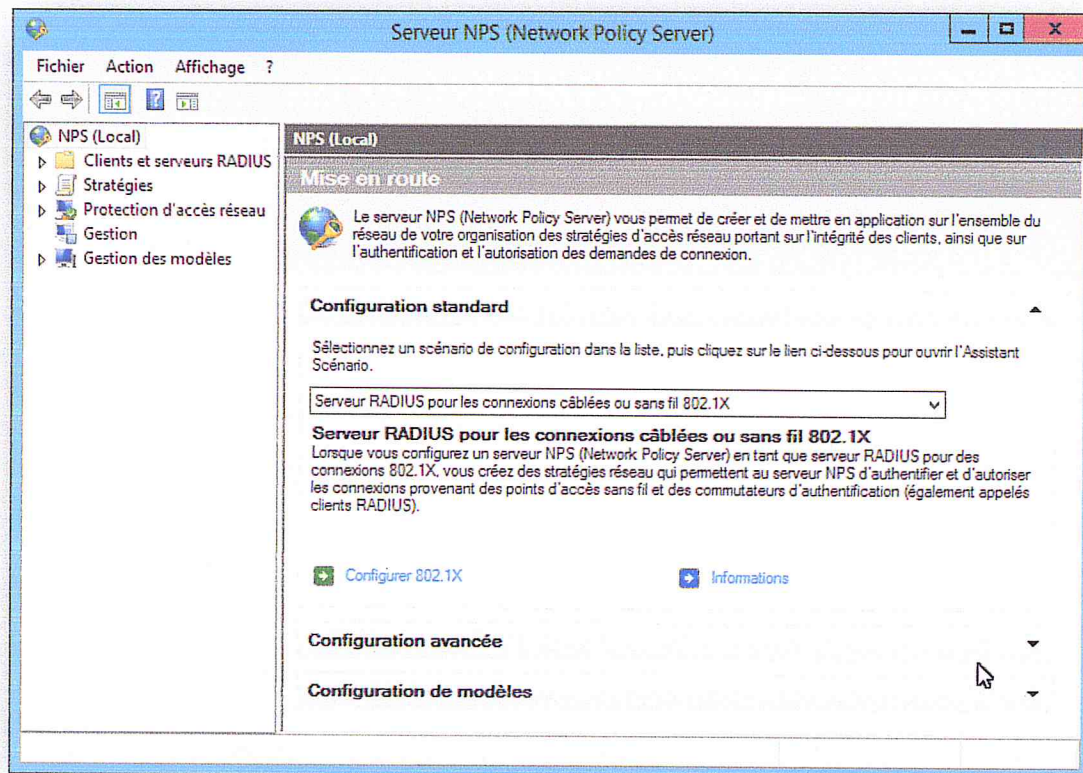 Serveur NPS (Network Policy Server)
Fichier Action Affichage ?
NPS (Local)
Clients et serveurs RADIUS
Stratégies
Protection d'accès réseau
Gestion
Gestion des modèles
NPS (Local)
Mise en route
Le serveur NPS (Network Policy Server) vous permet de créer et de mettre en application sur l'ensemble du
réseau de votre organisation des stratégies d'accès réseau portant sur l'intégrité des clients, ainsi que sur
l'authentification et l'autorisation des demandes de connexion.
Configuration standard
Sélectionnez un scénario de configuration dans la liste, puis cliquez sur le lien ci-dessous pour ouvrir l'Assistant
Scénario.
Serveur RADIUS pour les connexions câblées ou sans fil 802.1X
Serveur RADIUS pour les connexions câblées ou sans fil 802.1X
Lorsque vous configurez un serveur NPS (Network Policy Server) en tant que serveur RADIUS pour des
connexions 802.1X, vous créez des stratégies réseau qui permettent au serveur NPS d'authentifier et d'autoriser
les connexions provenant des points d'accès sans fil et des commutateurs d'authentification (également appelés
clients RADIUS).
Configurer 802.1X
Informations
Configuration avancée
Configuration de modèles